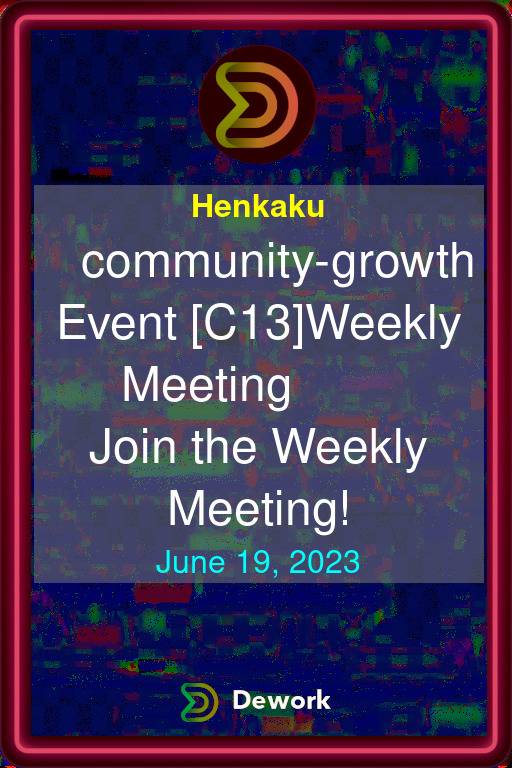 Henkaku
community-growth
Event [C13]Weekly
Meeting
Join the Weekly
Meeting!
June 19, 2023
Dework